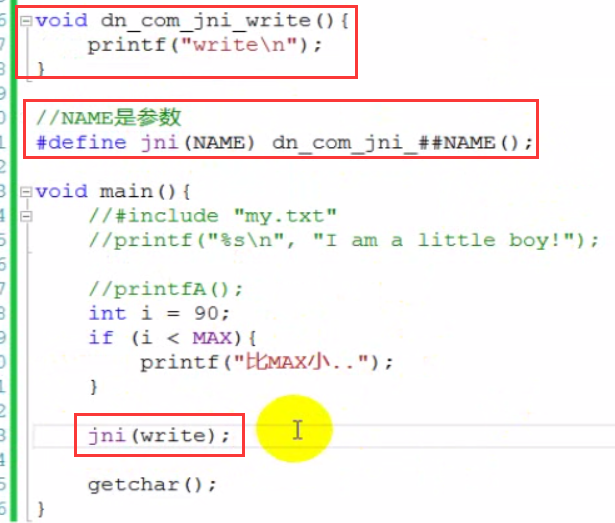 void dn_com_jni_write(){
printf("write\n");
}
//NAME是参数
#define jni(NAME) dn_com_jni_##NAME();
void main(){
//#include "my.txt"
//printf("%s\n", "I am a little boy!");
//printfA();
int i = 90;
if (i < MAX){
printf("比MAX小..");
}
jni(write);
getchar();
}